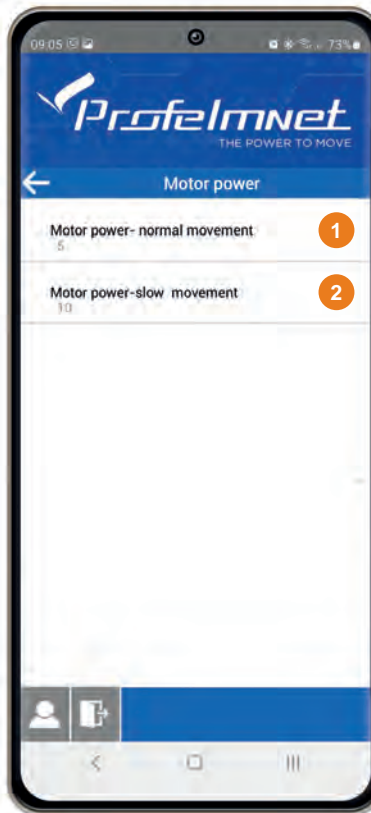 09:05 73%
Profelmnet
THE POWER TO MOVE
Motor power
Motor power- normal movement 1
5
Motor power-slow movement 2
10